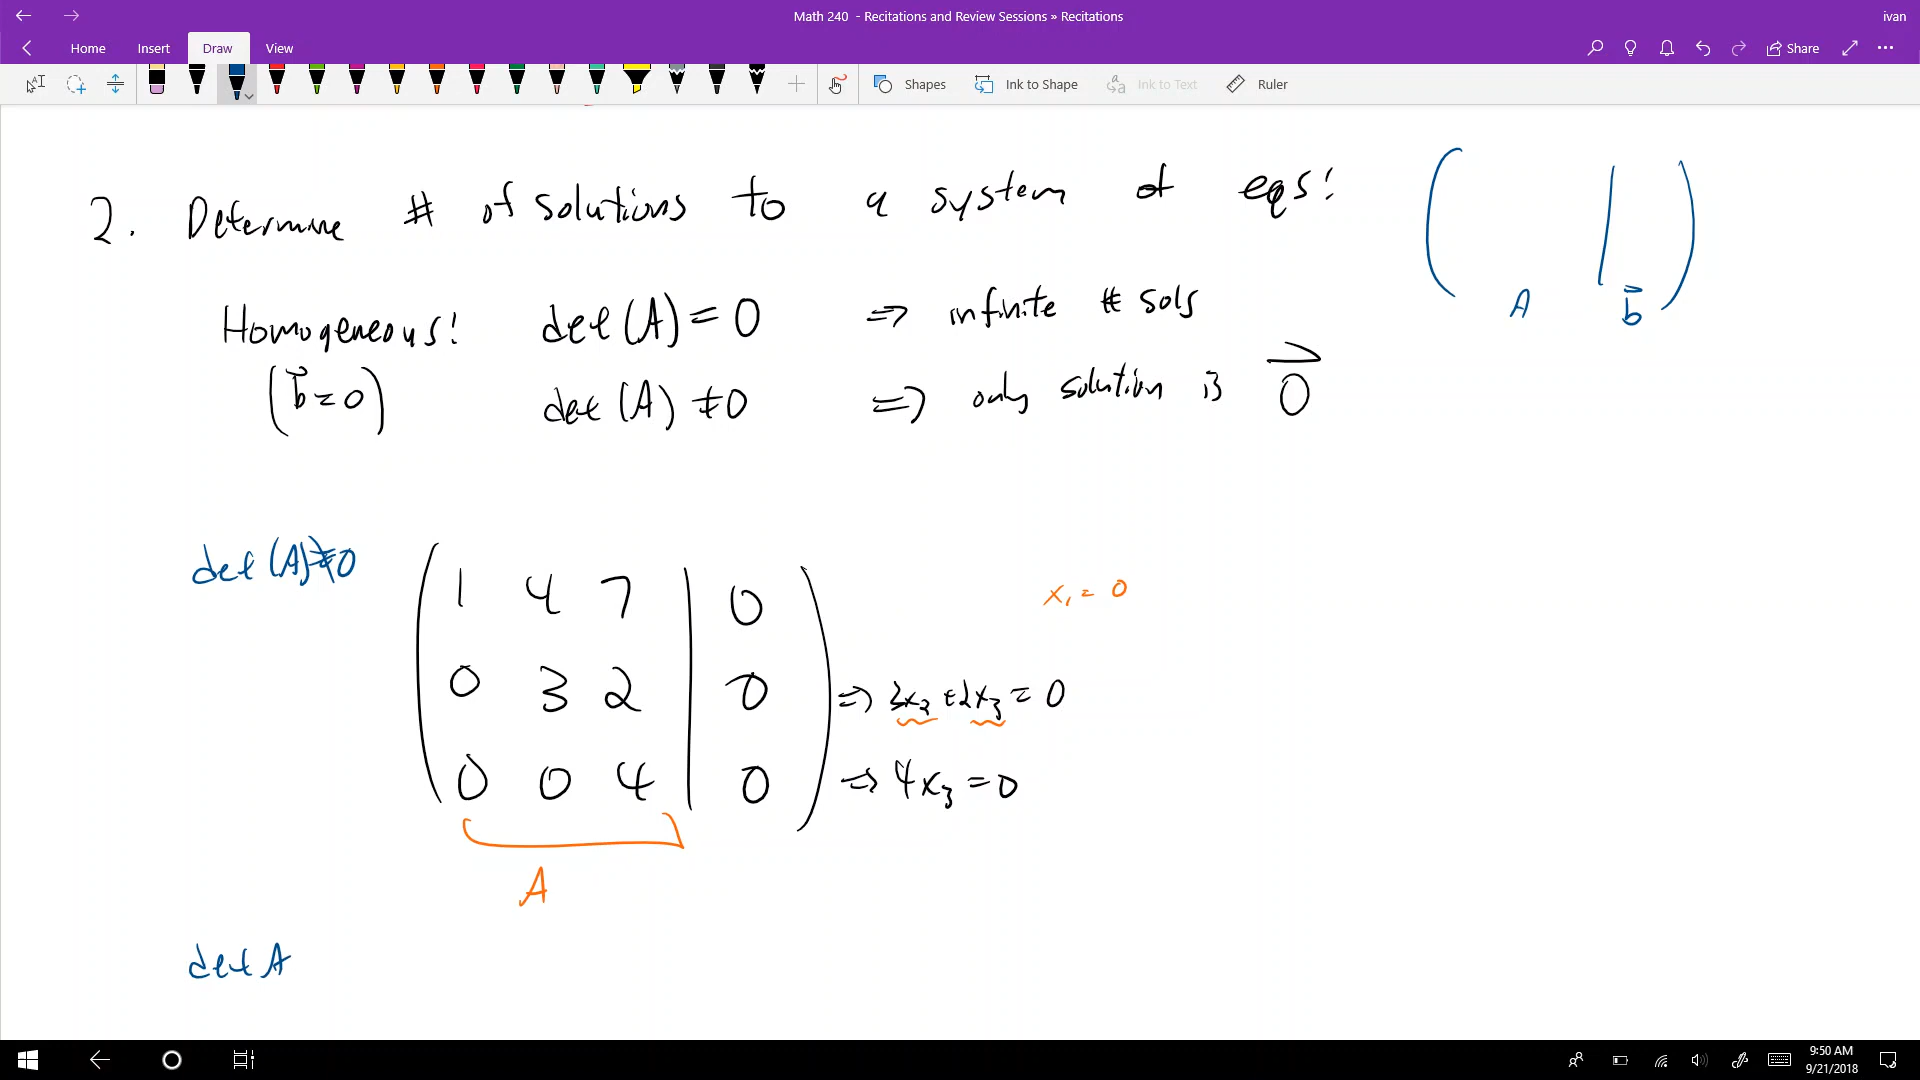 Math 240 - Recitations and Review Sessions » Recitations
ivan
Home Insert Draw View
Share
Shapes Ink to Shape Ink to Text Ruler
2. Determine # of solutions to a system of eqs:
( A | b⃗ )
Homogeneous: det(A) = 0 => infinite # sols
(b⃗ = 0) det(A) ≠ 0 => only solution is 0⃗
det(A) ≠ 0
1 4 7 | 0
x₁ = 0
0 3 2 | 0 => 3x₂ + 2x₃ = 0
0 0 4 | 0 => 4x₃ = 0
A
det A
9:50 AM
9/21/2018